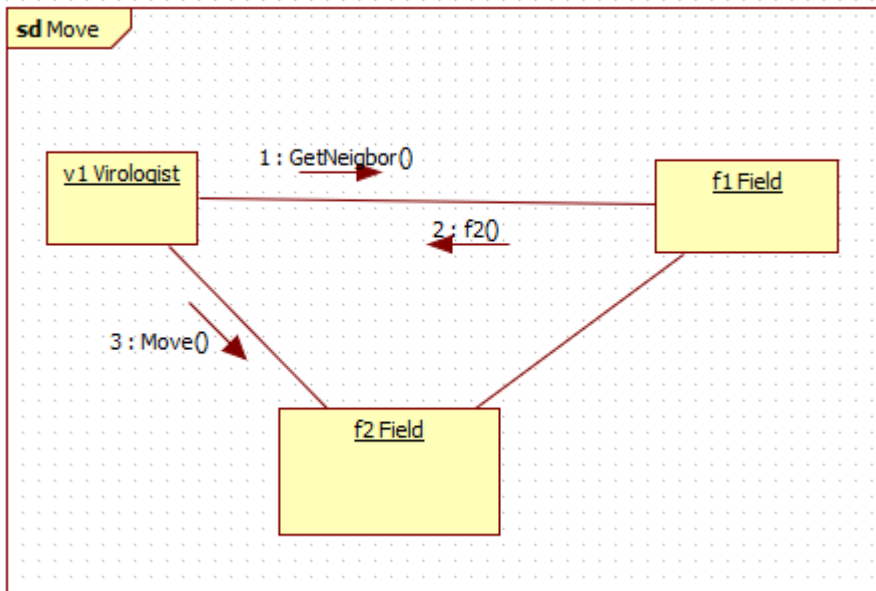 sd Move
1 : GetNeigbor()
v1 Virologist
f1 Field
2 : f2()
3 : Move()
f2 Field